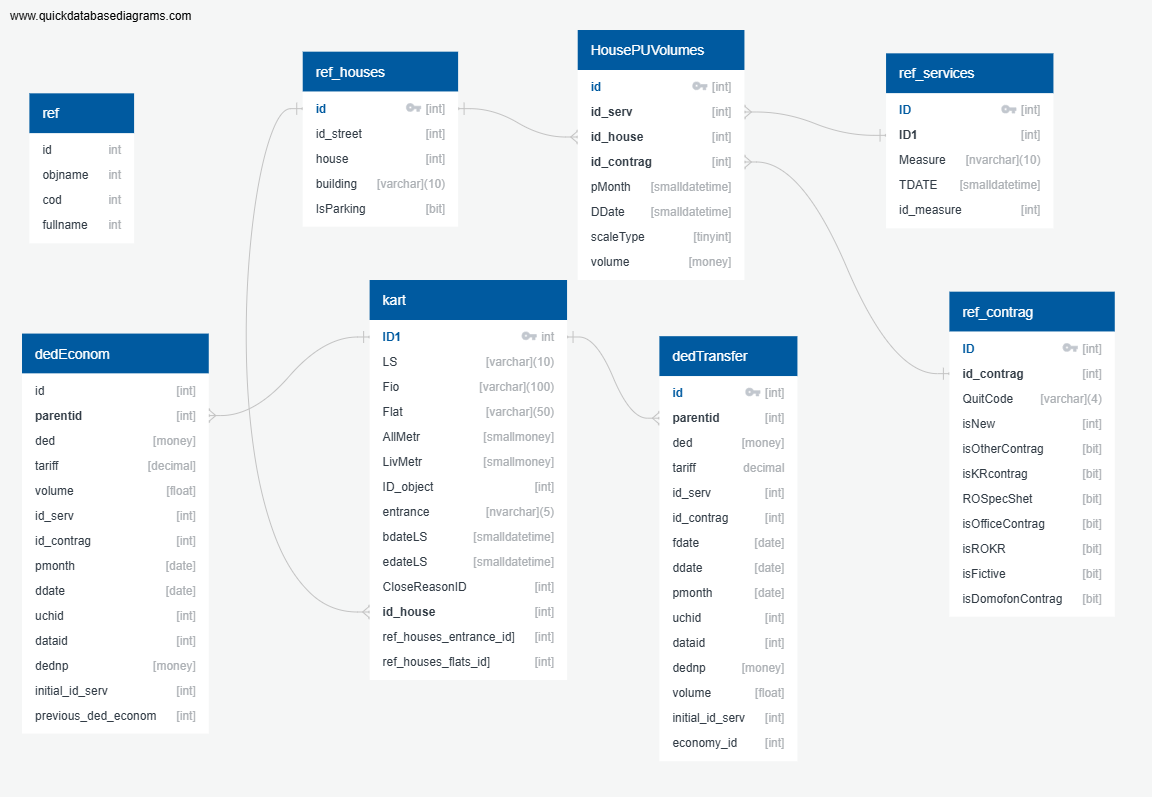 www.quickdatabasediagrams.com
ref
id int
objname int
cod int
fullname int
ref_houses
id [int]
id_street [int]
house [int]
building [varchar](10)
IsParking [bit]
HousePUVolumes
id [int]
id_serv [int]
id_house [int]
id_contrag [int]
pMonth [smalldatetime]
DDate [smalldatetime]
scaleType [tinyint]
volume [money]
ref_services
ID [int]
ID1 [int]
Measure [nvarchar](10)
TDATE [smalldatetime]
id_measure [int]
dedEconom
id [int]
parentid [int]
ded [money]
tariff [decimal]
volume [float]
id_serv [int]
id_contrag [int]
pmonth [date]
ddate [date]
uchid [int]
dataid [int]
dednp [money]
initial_id_serv [int]
previous_ded_econom [int]
kart
ID1 int
LS [varchar](10)
Fio [varchar](100)
Flat [varchar](50)
AllMetr [smallmoney]
LivMetr [smallmoney]
ID_object [int]
entrance [nvarchar](5)
bdateLS [smalldatetime]
edateLS [smalldatetime]
CloseReasonID [int]
id_house [int]
ref_houses_entrance_id] [int]
ref_houses_flats_id] [int]
dedTransfer
id [int]
parentid [int]
ded [money]
tariff decimal
id_serv [int]
id_contrag [int]
fdate [date]
ddate [date]
pmonth [date]
uchid [int]
dataid [int]
dednp [money]
volume [float]
initial_id_serv [int]
economy_id [int]
ref_contrag
ID [int]
id_contrag [int]
QuitCode [varchar](4)
isNew [int]
isOtherContrag [bit]
isKRcontrag [bit]
ROSpecShet [bit]
isOfficeContrag [bit]
isROKR [bit]
isFictive [bit]
isDomofonContrag [bit]